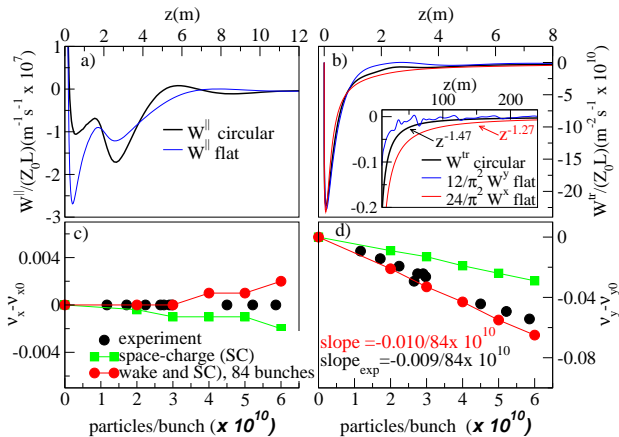 z(m)
0 2 4 6 8 10 12
z(m)
0 2 4 6 8
a)
b)
1
0
-1
-2
-3
W^||/(Z_0L)(m^-1 s^-1 x 10^7)
W^|| circular
W^|| flat
z(m)
100 200
0
-0.1
-0.2
z^-1.47
z^-1.27
W^tr circular
12/π^2 W^y flat
24/π^2 W^x flat
0
-5
-10
-15
-20
W^tr/(Z_0L)(m^-2 s^-1 x 10^10)
c)
d)
0.004
0
-0.004
ν_x-ν_x0
experiment
space-charge (SC)
wake and SC), 84 bunches
slope =-0.010/84x 10^10
slope_exp=-0.009/84x 10^10
0
-0.04
-0.08
ν_y-ν_y0
0 1 2 3 4 5 6
particles/bunch (x 10^10)
0 1 2 3 4 5 6
particles/bunch (x 10^10)